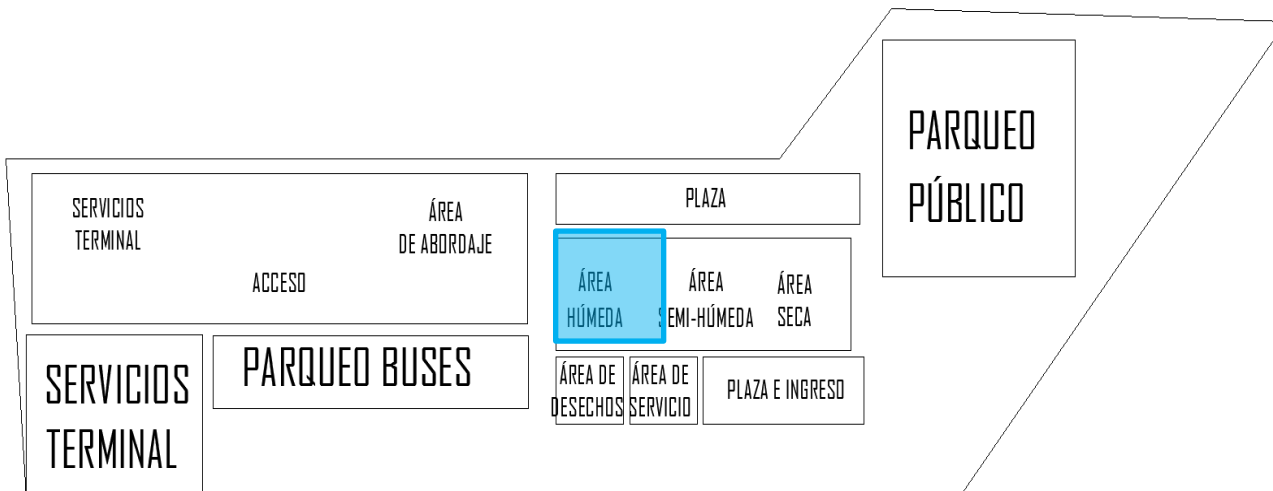 PARQUEO
PÚBLICO
SERVICIOS
TERMINAL
ÁREA
DE ABORDAJE
ACCESO
PLAZA
ÁREA
HÚMEDA
ÁREA
SEMI-HÚMEDA
ÁREA
SECA
SERVICIOS
TERMINAL
PARQUEO BUSES
ÁREA DE
DESECHOS
ÁREA DE
SERVICIO
PLAZA E INGRESO